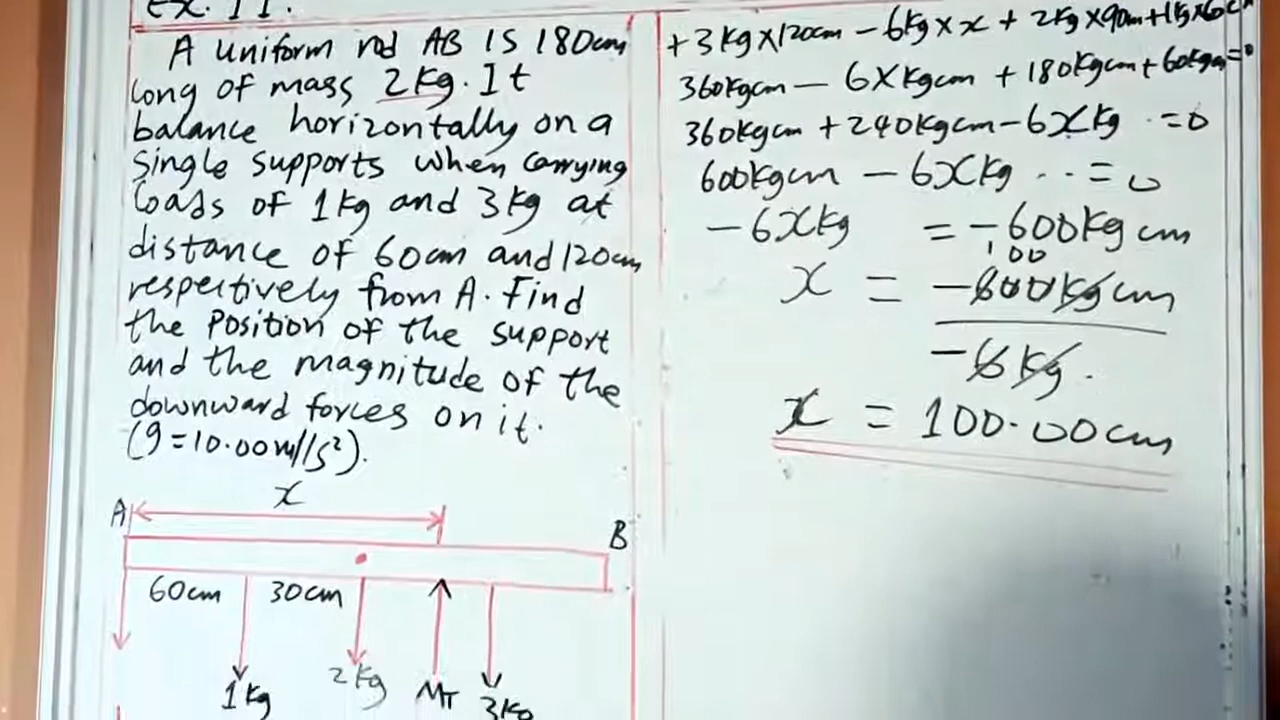 Ex. 11.
A uniform rod AB is 180cm
long of mass 2kg. It
balance horizontally on a
single supports when carrying
loads of 1kg and 3kg at
distance of 60cm and 120cm
respectively from A. Find
the position of the support
and the magnitude of the
downward forces on it.
(g=10.00m/s²).
x
A
B
60cm
30cm
1kg
2kg
MT
3kg
+3kg×120cm - 6kg×x + 2kg×90cm+1kg×60cm
360kgcm - 6xkgcm + 180kgcm+60kgcm=0
360kgcm + 240kgcm-6xkg =0
600kgcm - 6xkg ..=0
-6xkg = -600kgcm
100
x = -600kgcm
-6kg.
x = 100.00cm